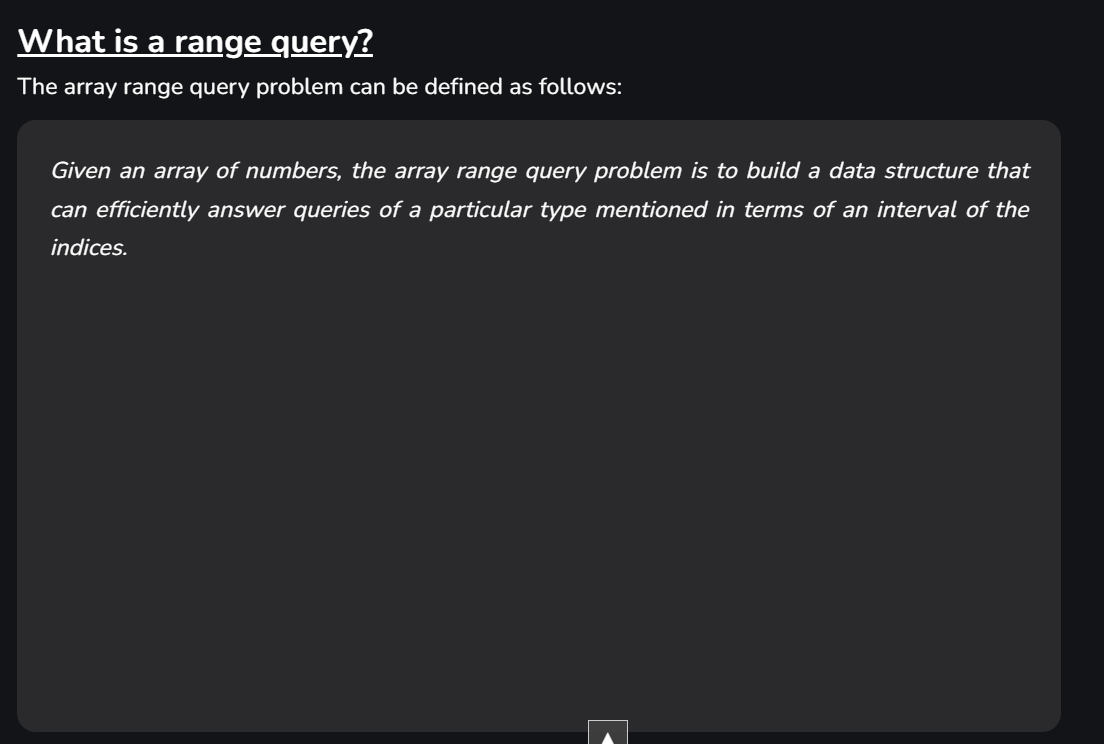 What is a range query?
The array range query problem can be defined as follows:
Given an array of numbers, the array range query problem is to build a data structure that
can efficiently answer queries of a particular type mentioned in terms of an interval of the
indices.